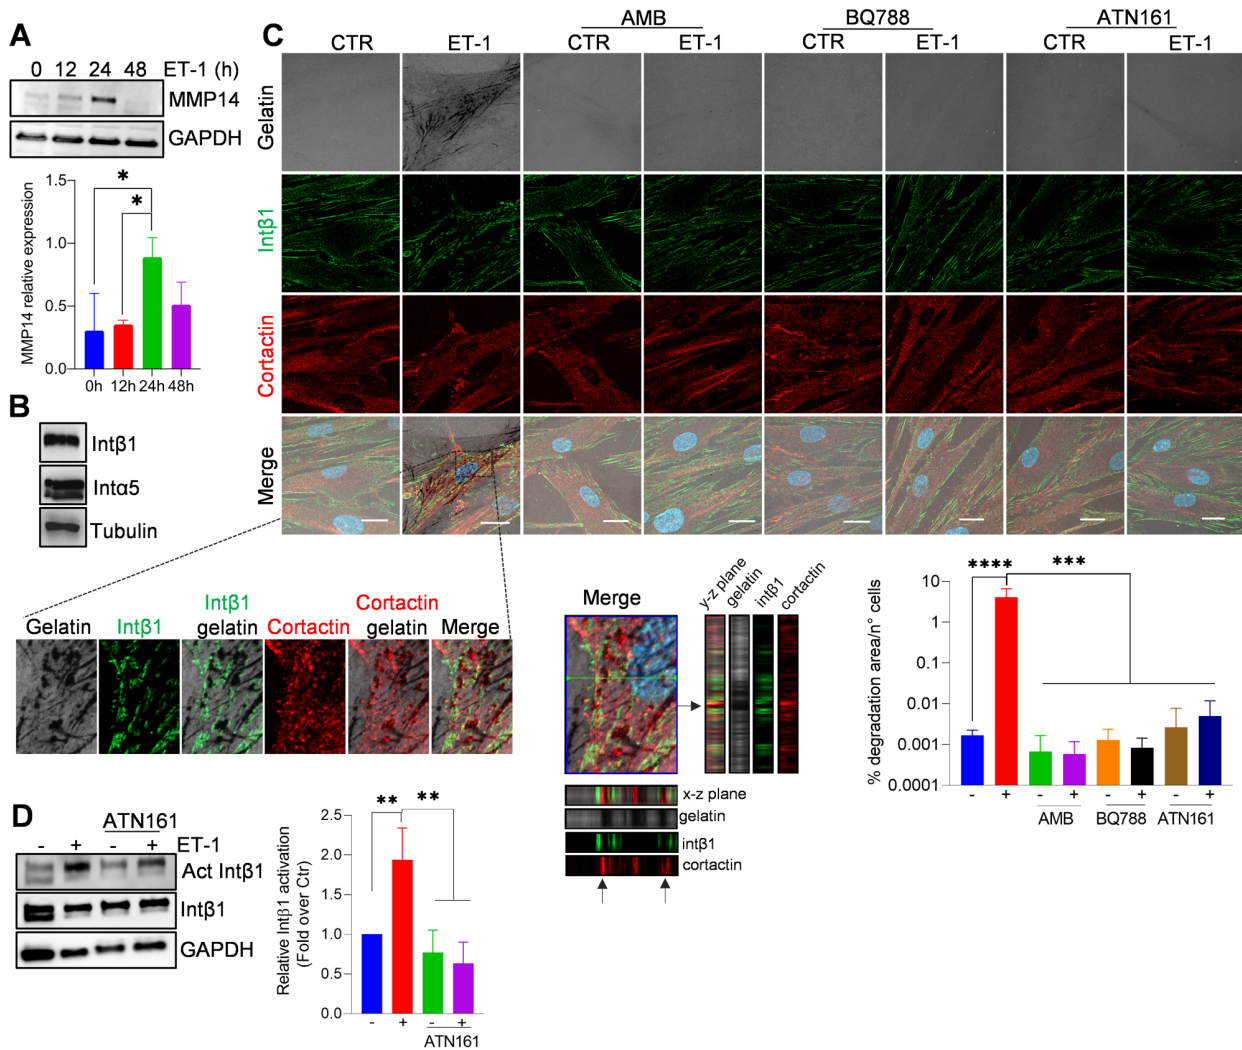 A
0 12 24 48 ET-1 (h)
MMP14
GAPDH
MMP14 relative expression
1.5
1.0
0.5
0.0
* 
*
0h 12h 24h 48h
B
Intβ1
Intα5
Tubulin
C
AMB BQ788 ATN161
CTR ET-1 CTR ET-1 CTR ET-1 CTR ET-1
Gelatin
Intβ1
Cortactin
Merge
Gelatin
Intβ1
Intβ1
gelatin
Cortactin
Cortactin
gelatin
Merge
Merge
y-z plane
gelatin
intβ1
cortactin
x-z plane
gelatin
intβ1
cortactin
% degradation area/n° cells
10
1
0.1
0.01
0.001
0.0001
**** ***
- + - + - + - +
AMB BQ788 ATN161
D
ATN161
- + - + ET-1
Act Intβ1
Intβ1
GAPDH
Relative Intβ1 activation
(Fold over Ctr)
2.5
2.0
1.5
1.0
0.5
0.0
** **
- + - +
ATN161